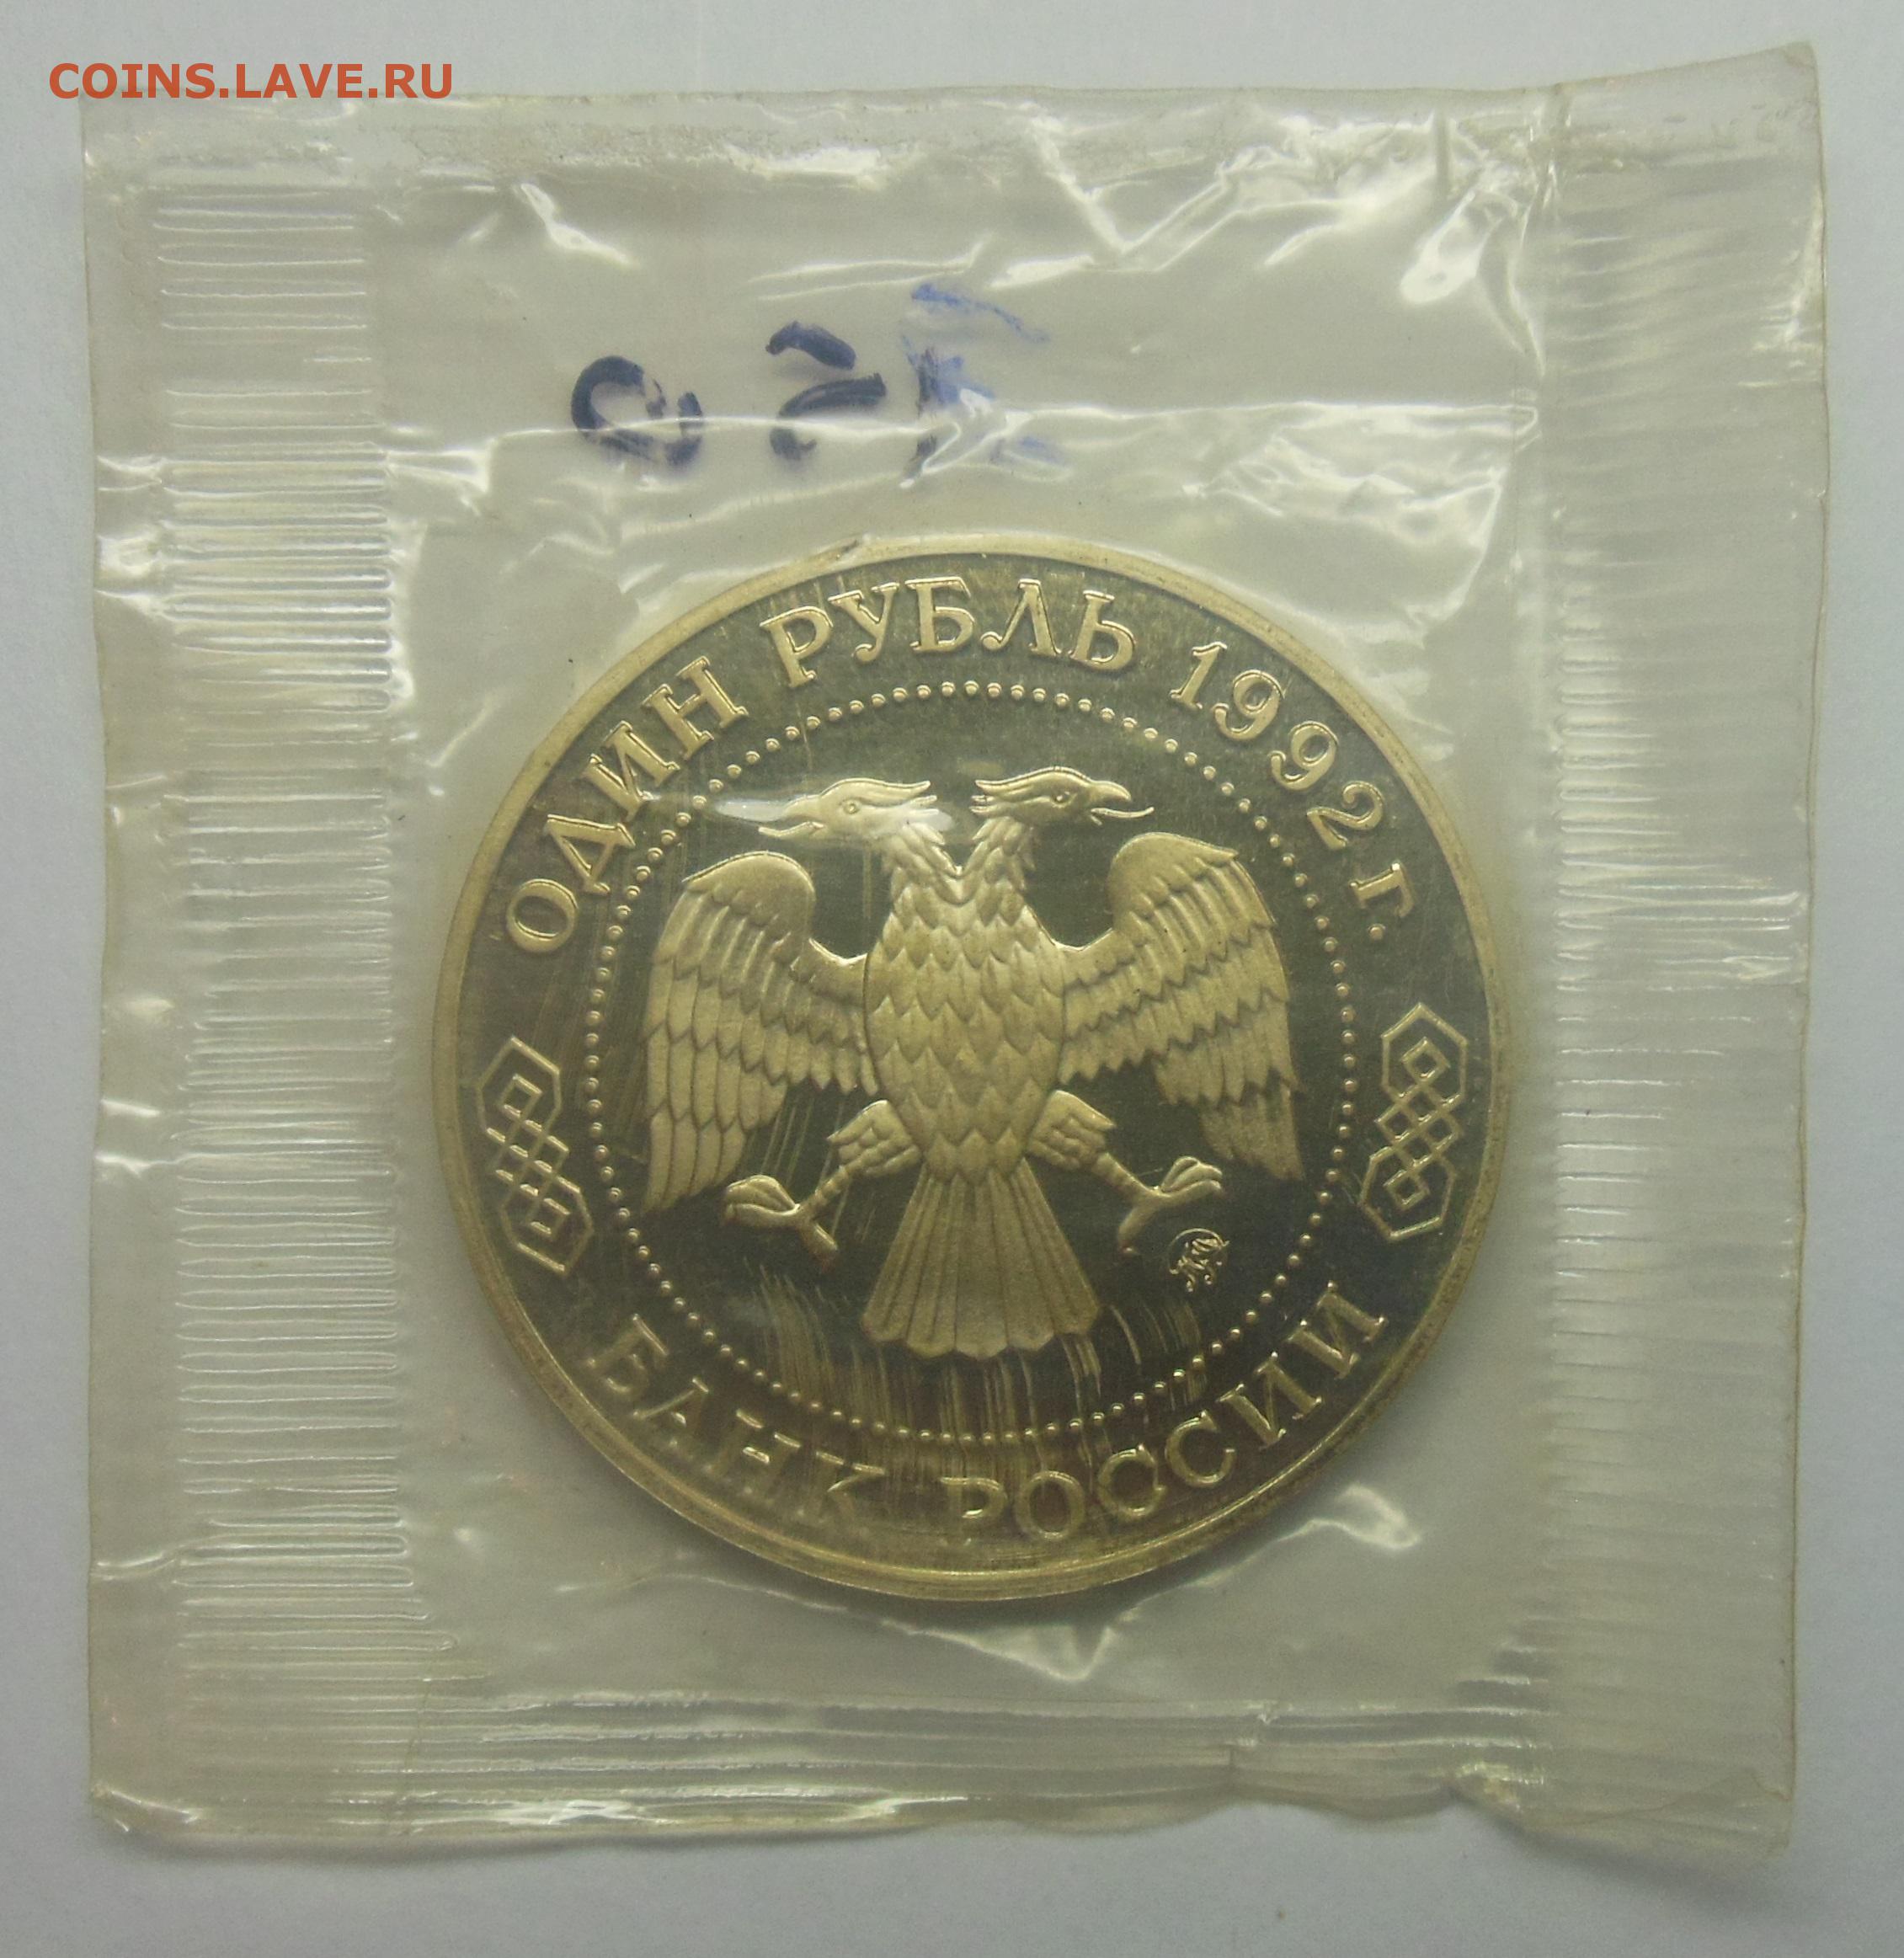 COINS.LAVE.RU
ОДИН РУБЛЬ 1992 г.
БАНК РОССИИ